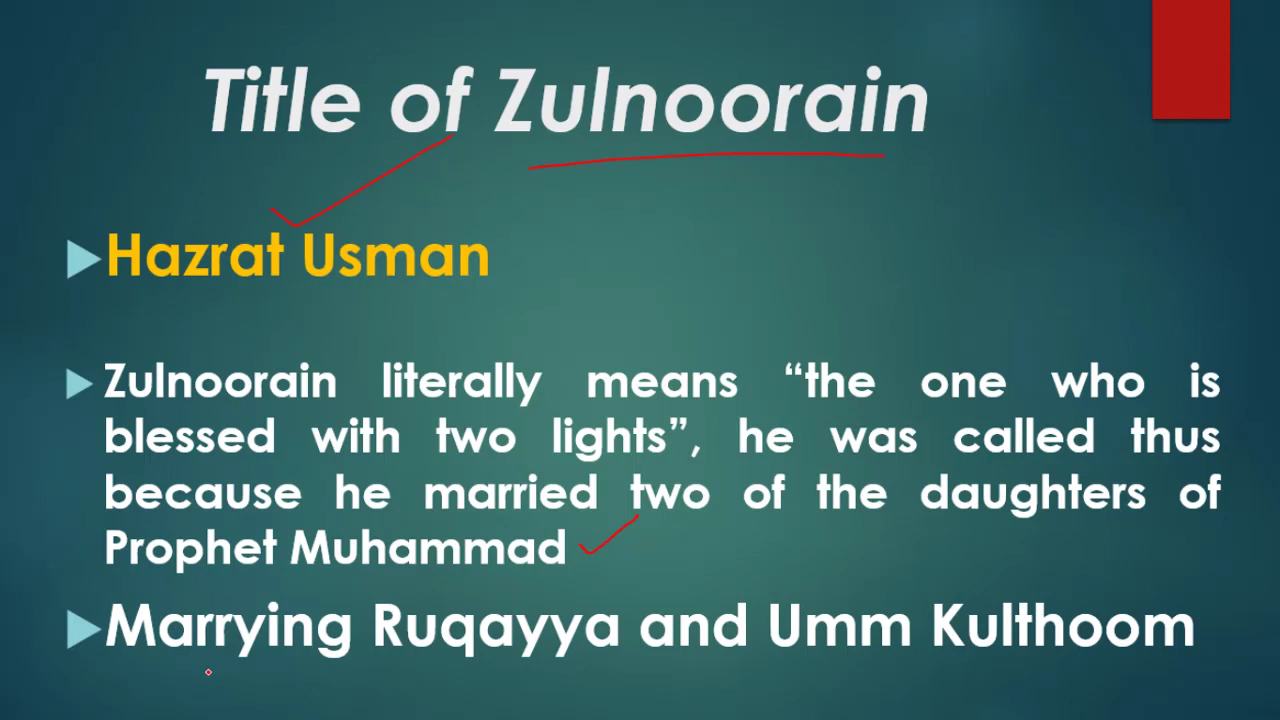 Title of Zulnoorain
Hazrat Usman
Zulnoorain literally means “the one who is
blessed with two lights”, he was called thus
because he married two of the daughters of
Prophet Muhammad
Marrying Ruqayya and Umm Kulthoom